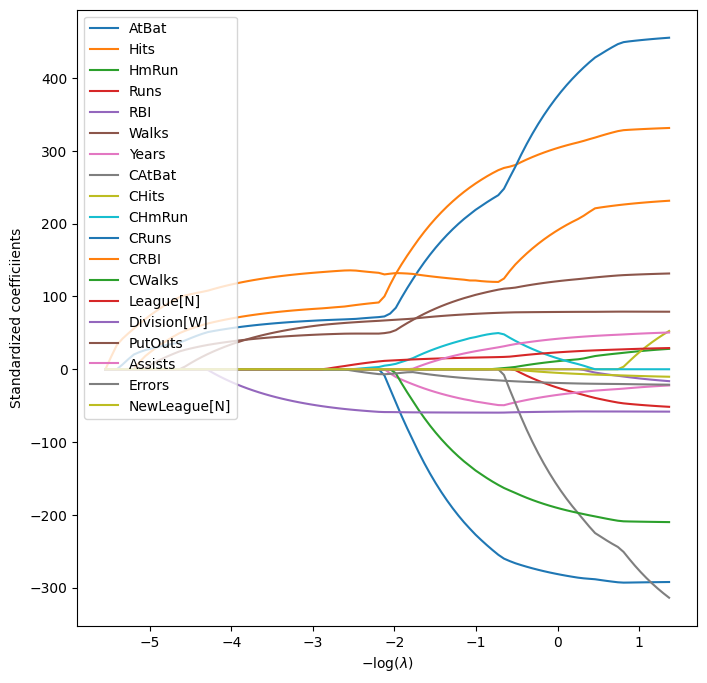 AtBat
Hits
HmRun
Runs
RBI
Walks
Years
CAtBat
CHits
CHmRun
CRuns
CRBI
CWalks
League[N]
Division[W]
PutOuts
Assists
Errors
NewLeague[N]
Standardized coefficiients
400
300
200
100
0
−100
−200
−300
−5 −4 −3 −2 −1 0 1
−log(λ)